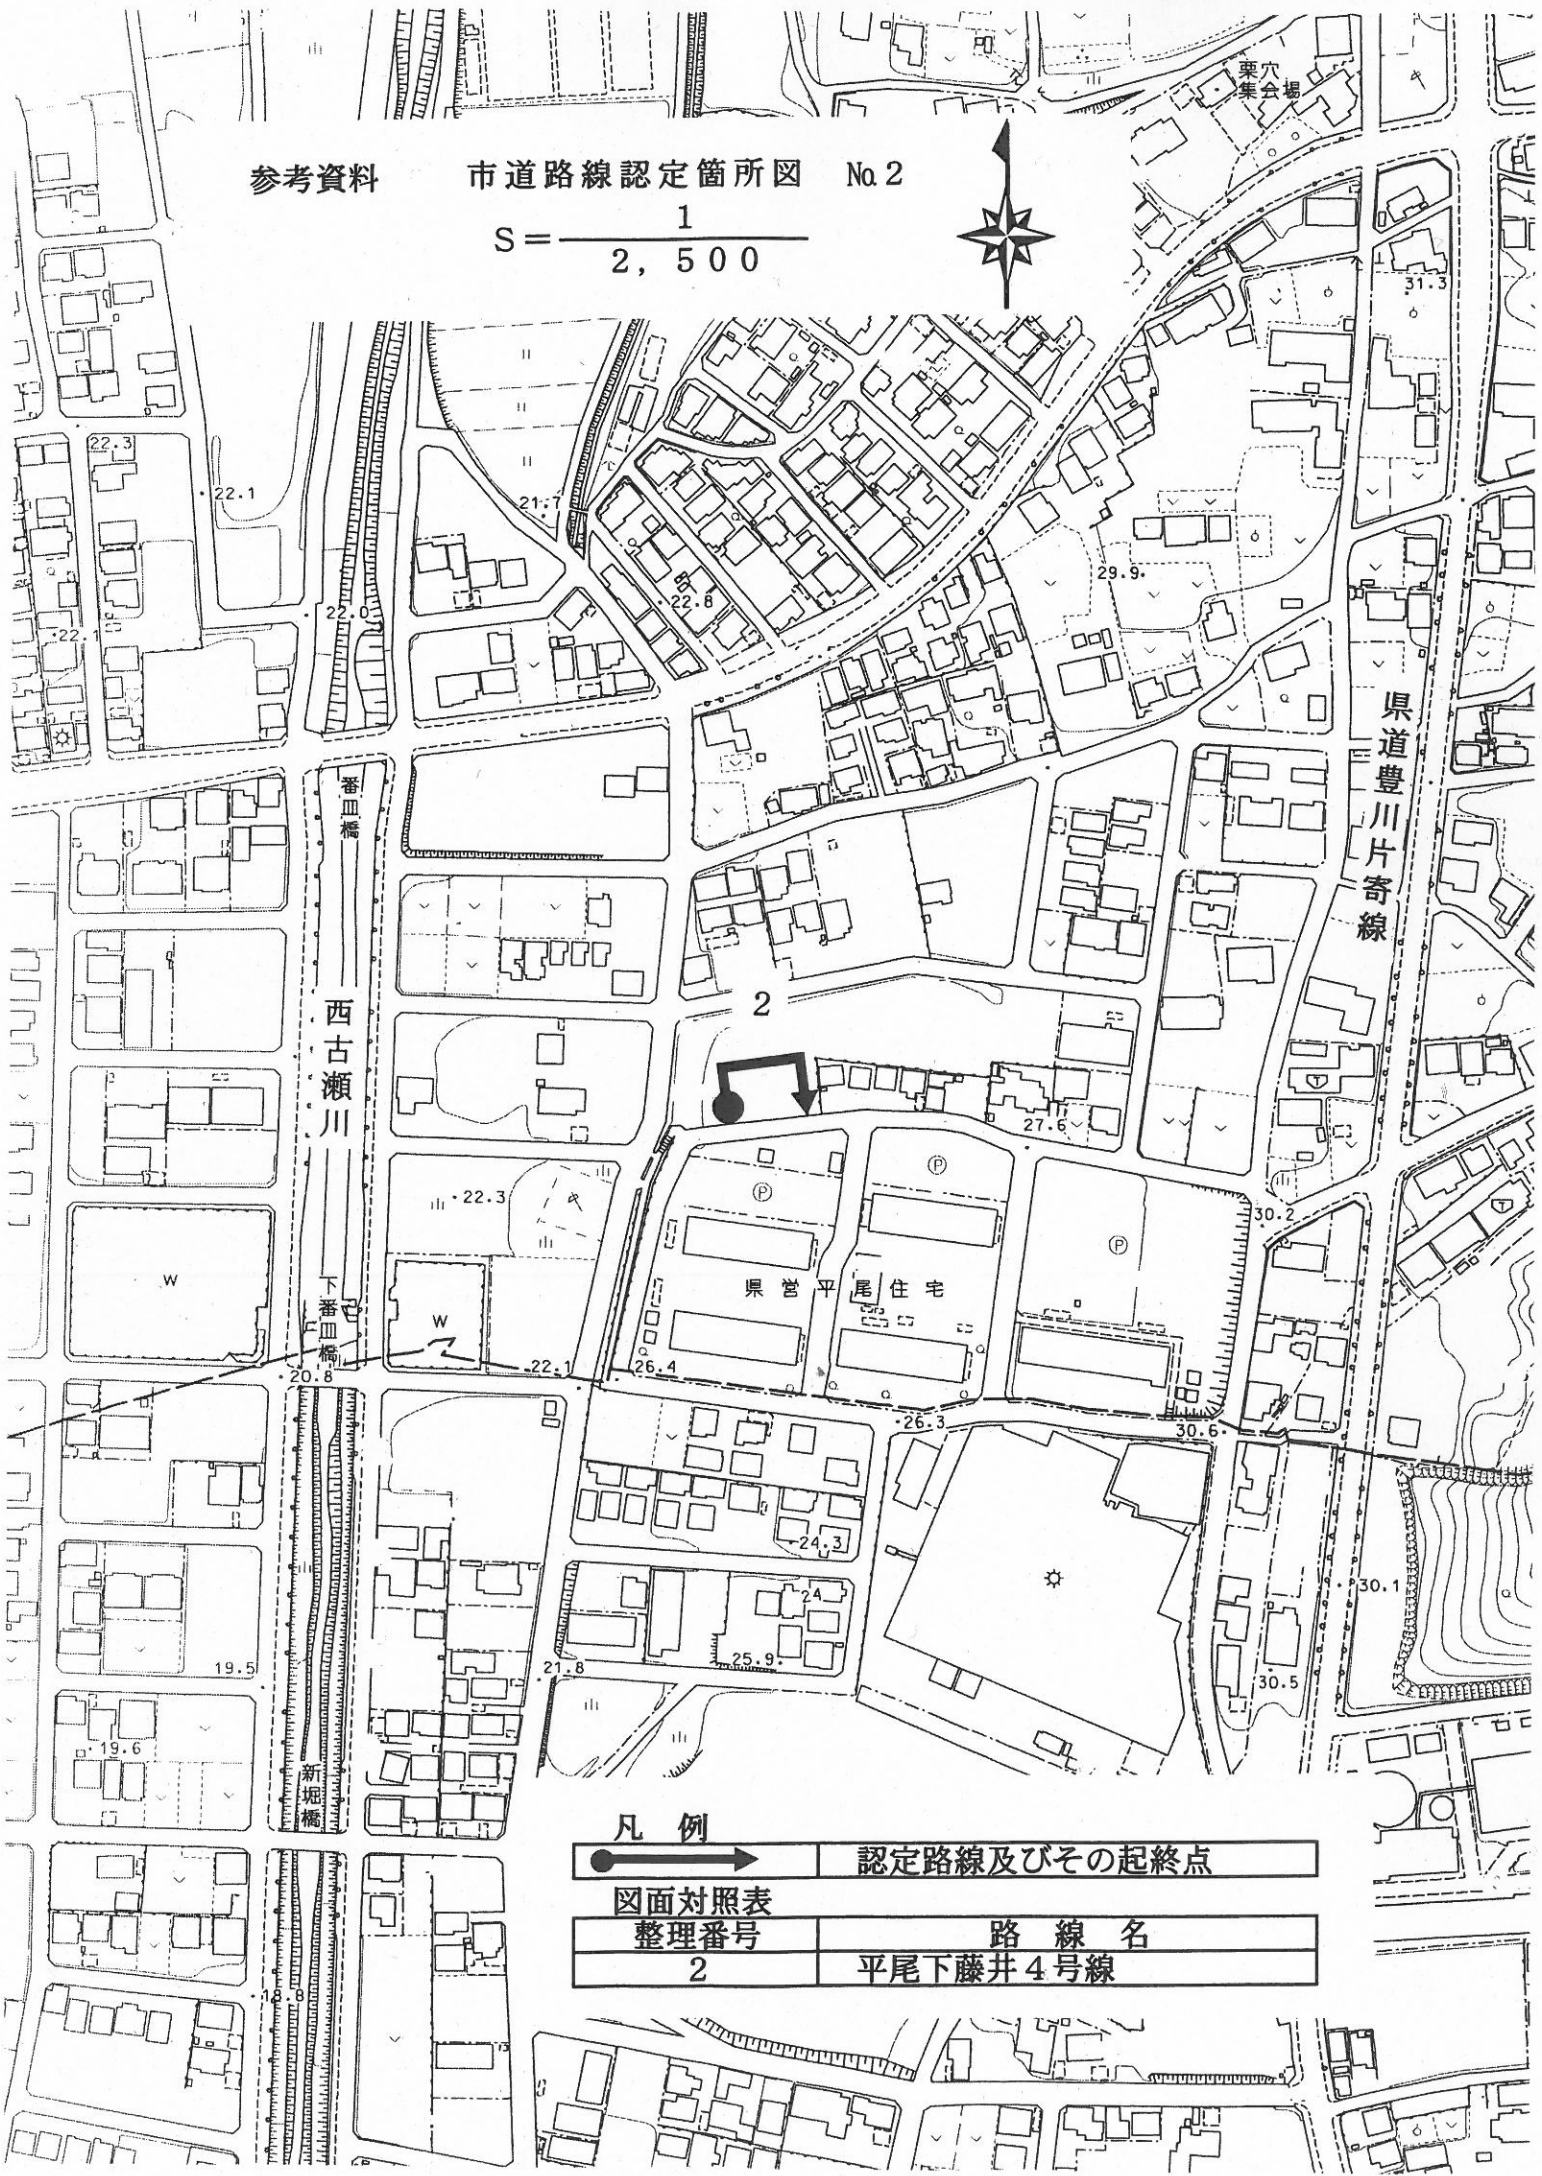 栗穴
集会場
参考資料 市道路線認定箇所図 №2
S＝1/2,500
31.3
22.3
22.1
21.7
29.9
22.8
22.0
22.1
県道豊川片寄線
番田橋
2
西古瀬川
27.6
P
P
22.3
30.2
P
W
県営平尾住宅
下番田橋
W
22.1
26.4
20.8
26.3
30.6
24.3
30.1
24
19.5
21.8
25.9
30.5
19.6
新堀橋
凡 例
認定路線及びその起終点
図面対照表
整理番号 路線名
2 平尾下藤井4号線
18.8